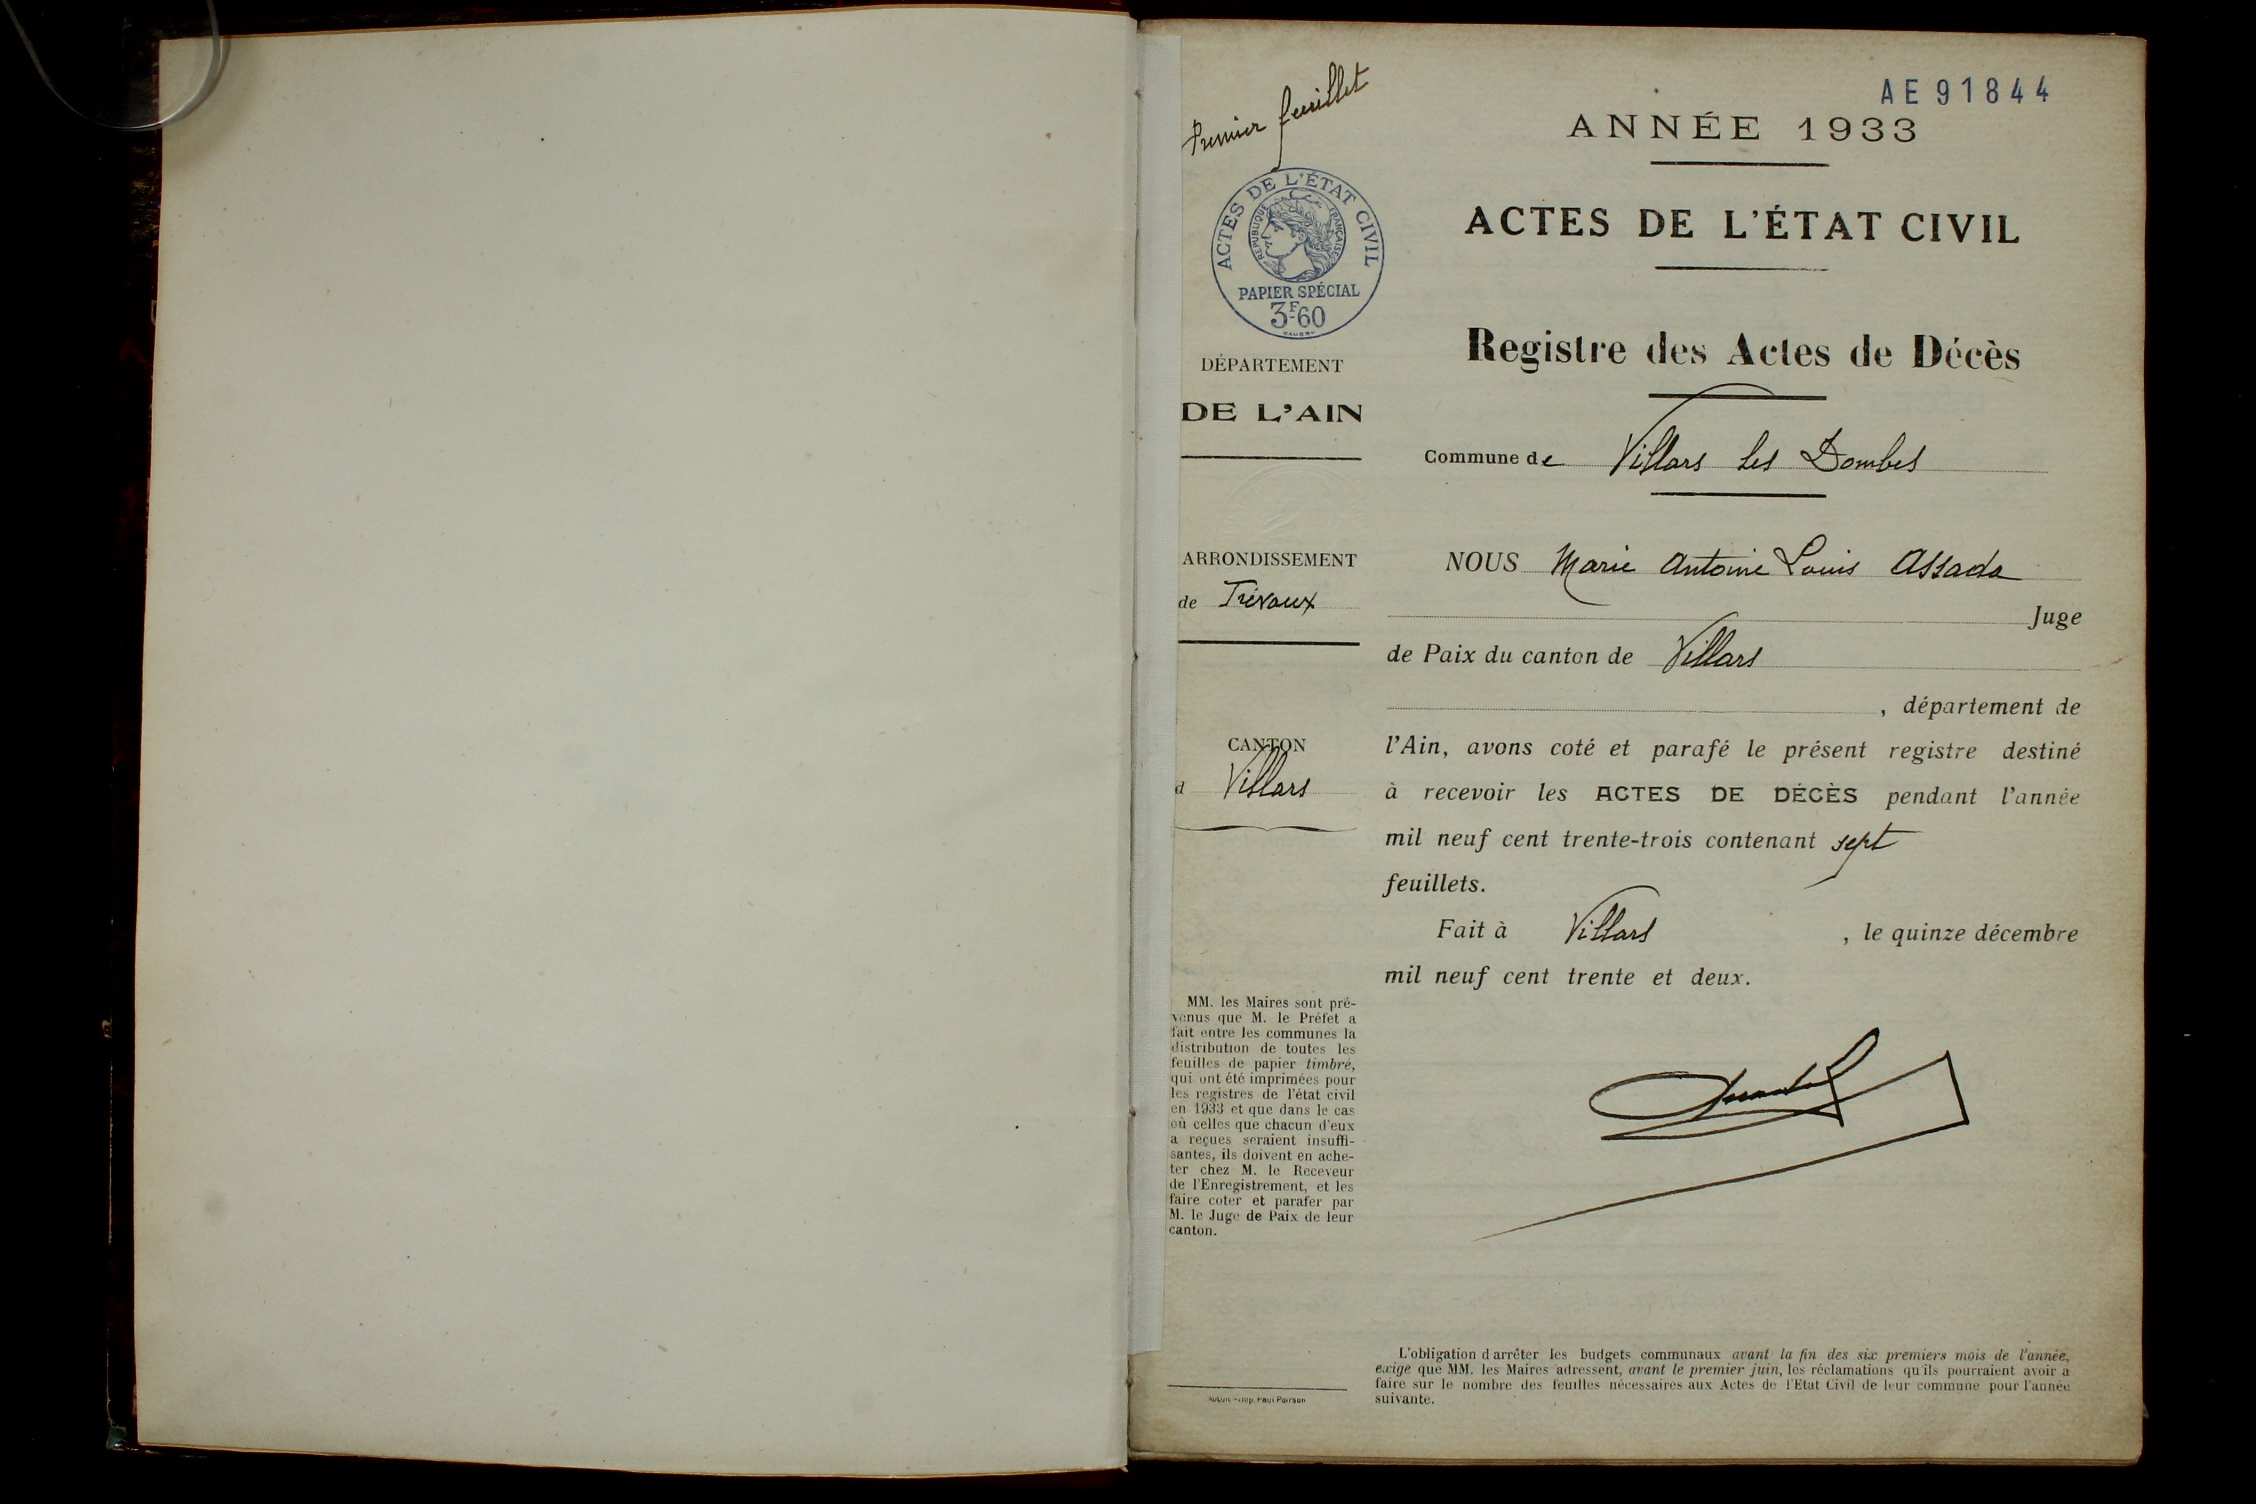 Premier feuillet
ACTES DE L'ÉTAT CIVIL
RÉPUBLIQUE FRANÇAISE
PAPIER SPÉCIAL
3F60
DÉPARTEMENT
DE L'AIN
ARRONDISSEMENT
de Trévoux
CANTON
d Villars
MM. les Maires sont pré-
venus que M. le Préfet a
fait entre les communes la
distribution de toutes les
feuilles de papier timbré,
qui ont été imprimées pour
les registres de l'état civil
en 1933 et que dans le cas
où celles que chacun d'eux
a reçues seraient insuffi-
santes, ils doivent en ache-
ter chez M. le Receveur
de l'Enregistrement, et les
faire coter et parafer par
M. le Juge de Paix de leur
canton.
Imp. Paul Poirson
AE 91844
ANNÉE 1933
ACTES DE L'ÉTAT CIVIL
Registre des Actes de Décès
Commune de Villars les Dombes
NOUS Marie Antoine Louis Assada
Juge
de Paix du canton de Villars
, département de
l'Ain, avons coté et parafé le présent registre destiné
à recevoir les ACTES DE DÉCÈS pendant l'année
mil neuf cent trente-trois contenant sept
feuillets.
Fait à Villars , le quinze décembre
mil neuf cent trente et deux.
L'obligation d'arrêter les budgets communaux avant la fin des six premiers mois de l'année,
exige que MM. les Maires adressent, avant le premier juin, les réclamations qu'ils pourraient avoir à
faire sur le nombre des feuilles nécessaires aux Actes de l'Etat Civil de leur commune pour l'année
suivante.